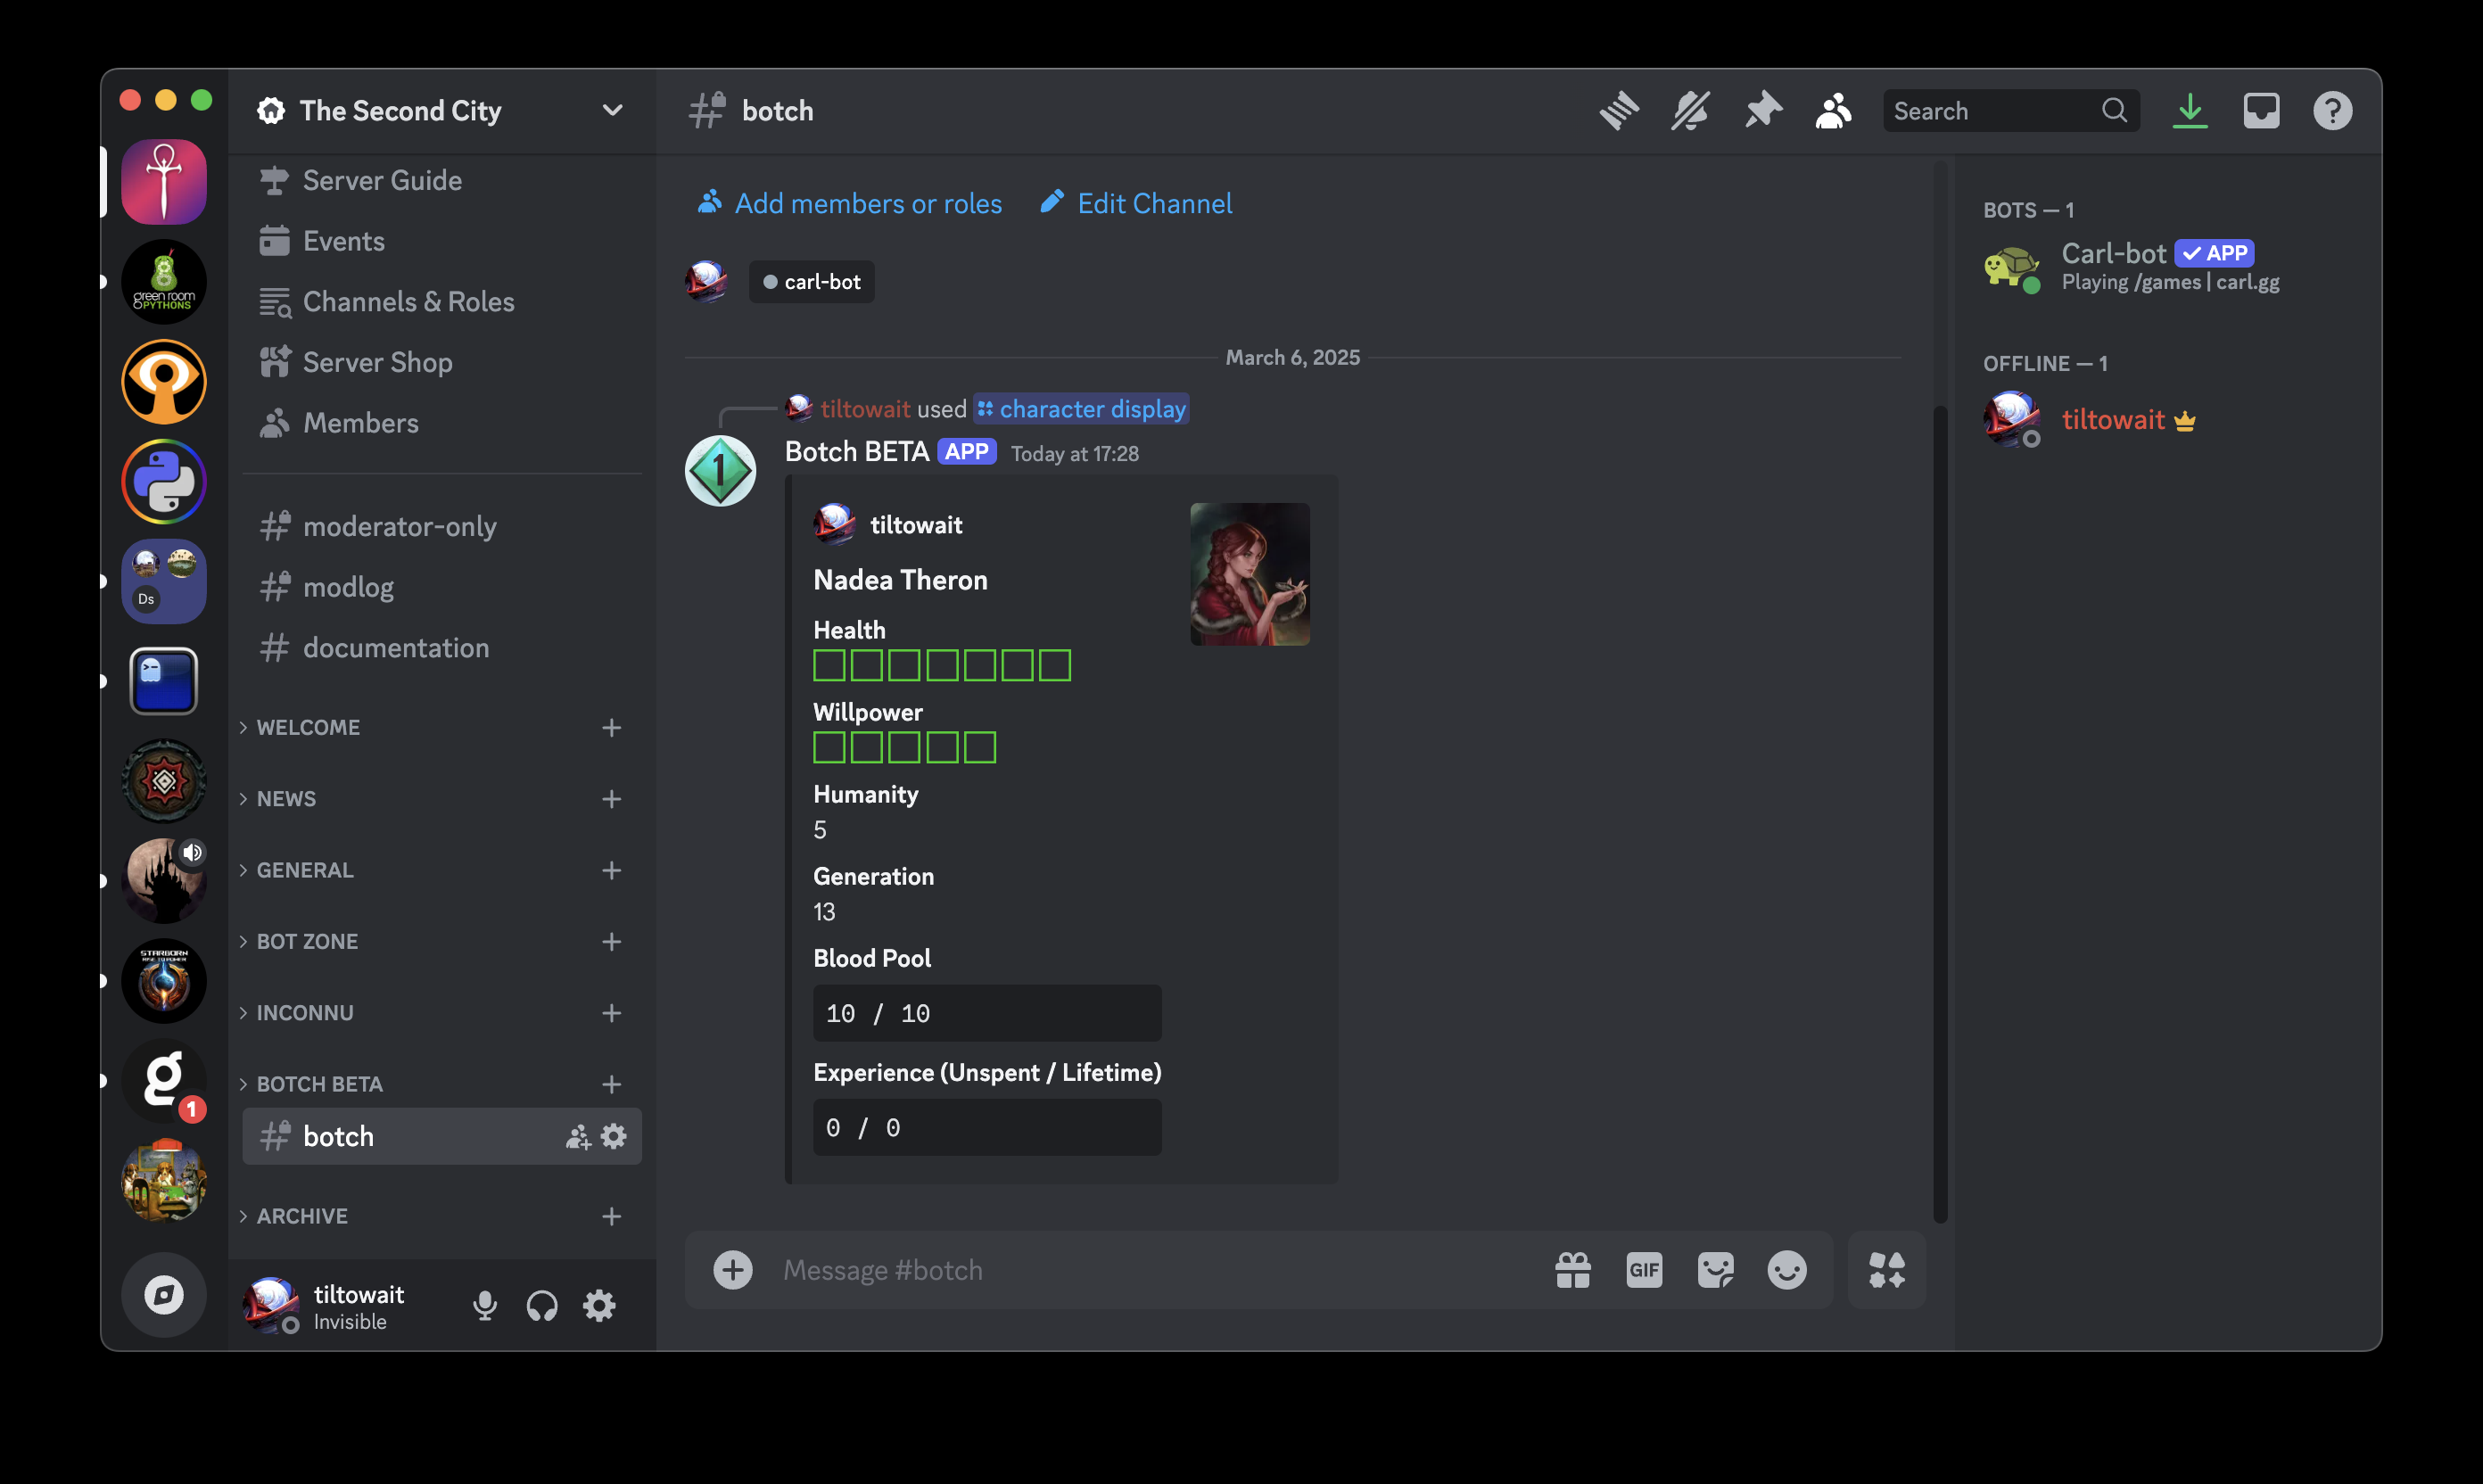 The Second City
Server Guide
Events
Channels & Roles
Server Shop
Members
moderator-only
modlog
documentation
WELCOME
NEWS
GENERAL
BOT ZONE
INCONNU
BOTCH BETA
botch
ARCHIVE
tiltowait
Invisible
green room
PYTHONS
Ds
STARBORN
g
1
botch
Search
Add members or roles
Edit Channel
carl-bot
March 6, 2025
tiltowait used character display
1
Botch BETA APP Today at 17:28
tiltowait
Nadea Theron
Health
Willpower
Humanity
5
Generation
13
Blood Pool
10 / 10
Experience (Unspent / Lifetime)
0 / 0
Message #botch
GIF
BOTS — 1
Carl-bot APP
Playing /games | carl.gg
OFFLINE — 1
tiltowait